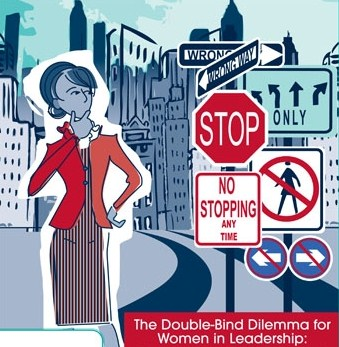 WRONG
WRONG WAY
ONLY
STOP
NO
STOPPING
ANY
TIME
The Double-Bind Dilemma for
Women in Leadership: